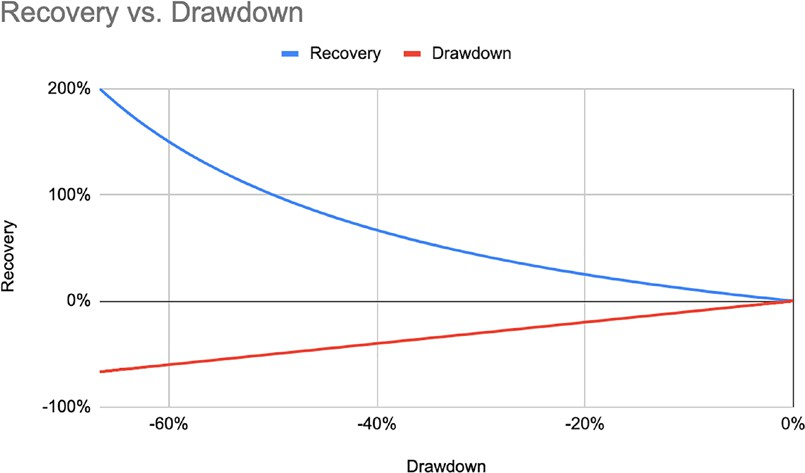 Recovery vs. Drawdown
Recovery Drawdown
200%
100%
0%
-100%
Recovery
-60% -40% -20% 0%
Drawdown